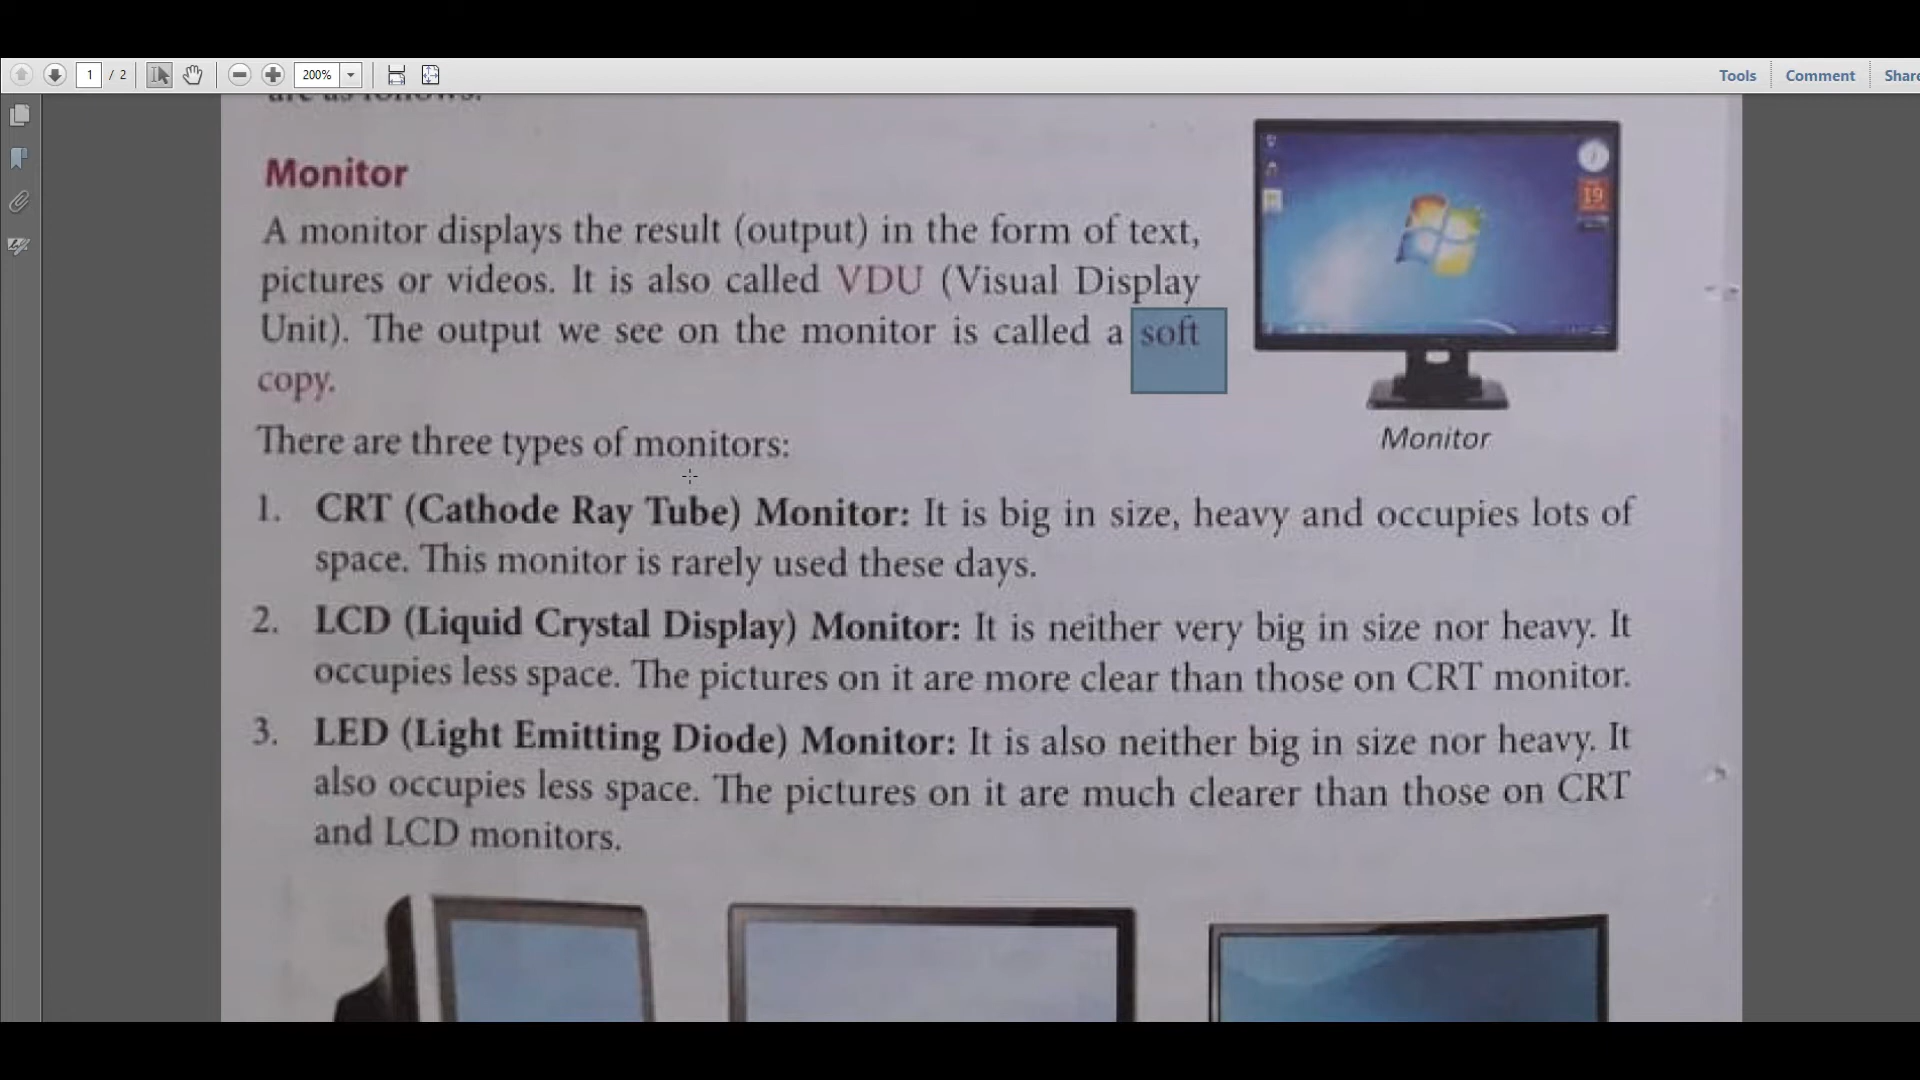 1 / 2 200% Tools Comment Share
are as follows.
Monitor
A monitor displays the result (output) in the form of text,
pictures or videos. It is also called VDU (Visual Display
Unit). The output we see on the monitor is called a soft
copy.
19
Monitor
There are three types of monitors:
1. CRT (Cathode Ray Tube) Monitor: It is big in size, heavy and occupies lots of
space. This monitor is rarely used these days.
2. LCD (Liquid Crystal Display) Monitor: It is neither very big in size nor heavy. It
occupies less space. The pictures on it are more clear than those on CRT monitor.
3. LED (Light Emitting Diode) Monitor: It is also neither big in size nor heavy. It
also occupies less space. The pictures on it are much clearer than those on CRT
and LCD monitors.